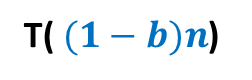 T( (1 − b)n)